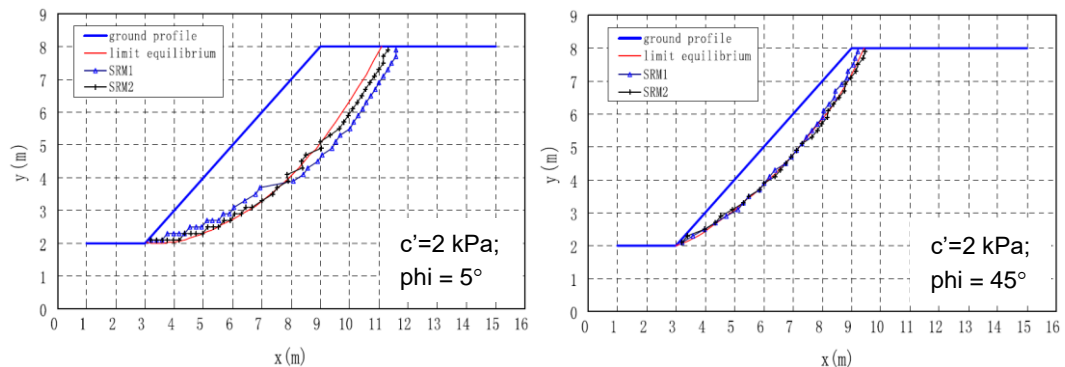 9
8
7
6
5
4
3
2
1
0
y(m)
ground profile
limit equilibrium
SRM1
SRM2
c’=2 kPa;
phi = 5°
0 1 2 3 4 5 6 7 8 9 10 11 12 13 14 15 16
x(m)
9
8
7
6
5
4
3
2
1
0
y(m)
ground profile
limit equilibrium
SRM1
SRM2
c’=2 kPa;
phi = 45°
0 1 2 3 4 5 6 7 8 9 10 11 12 13 14 15 16
x(m)